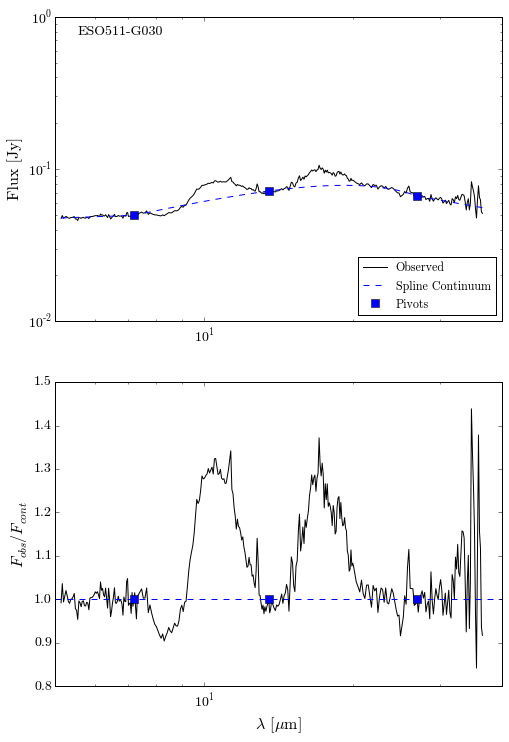 ESO511-G030
10^0
10^-1
10^-2
Flux [Jy]
Observed
Spline Continuum
Pivots
10^1
1.5
1.4
1.3
1.2
1.1
1.0
0.9
0.8
F_obs/F_cont
10^1
λ [μm]